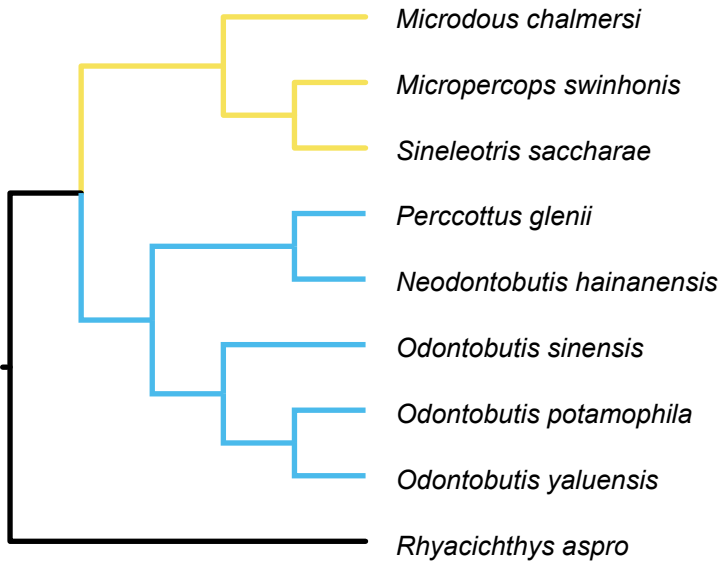 Microdous chalmersi
Micropercops swinhonis
Sineleotris saccharae
Perccottus glenii
Neodontobutis hainanensis
Odontobutis sinensis
Odontobutis potamophila
Odontobutis yaluensis
Rhyacichthys aspro